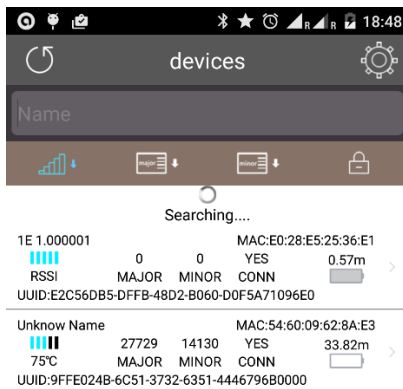 R R 18:48
devices
Name
major minor
Searching....
1E 1.000001 MAC:E0:28:E5:25:36:E1
0 0 YES 0.57m
RSSI MAJOR MINOR CONN
UUID:E2C56DB5-DFFB-48D2-B060-D0F5A71096E0
Unknow Name MAC:54:60:09:62:8A:E3
27729 14130 YES 33.82m
75℃ MAJOR MINOR CONN
UUID:9FFE024B-6C51-3732-6351-4446796B0000